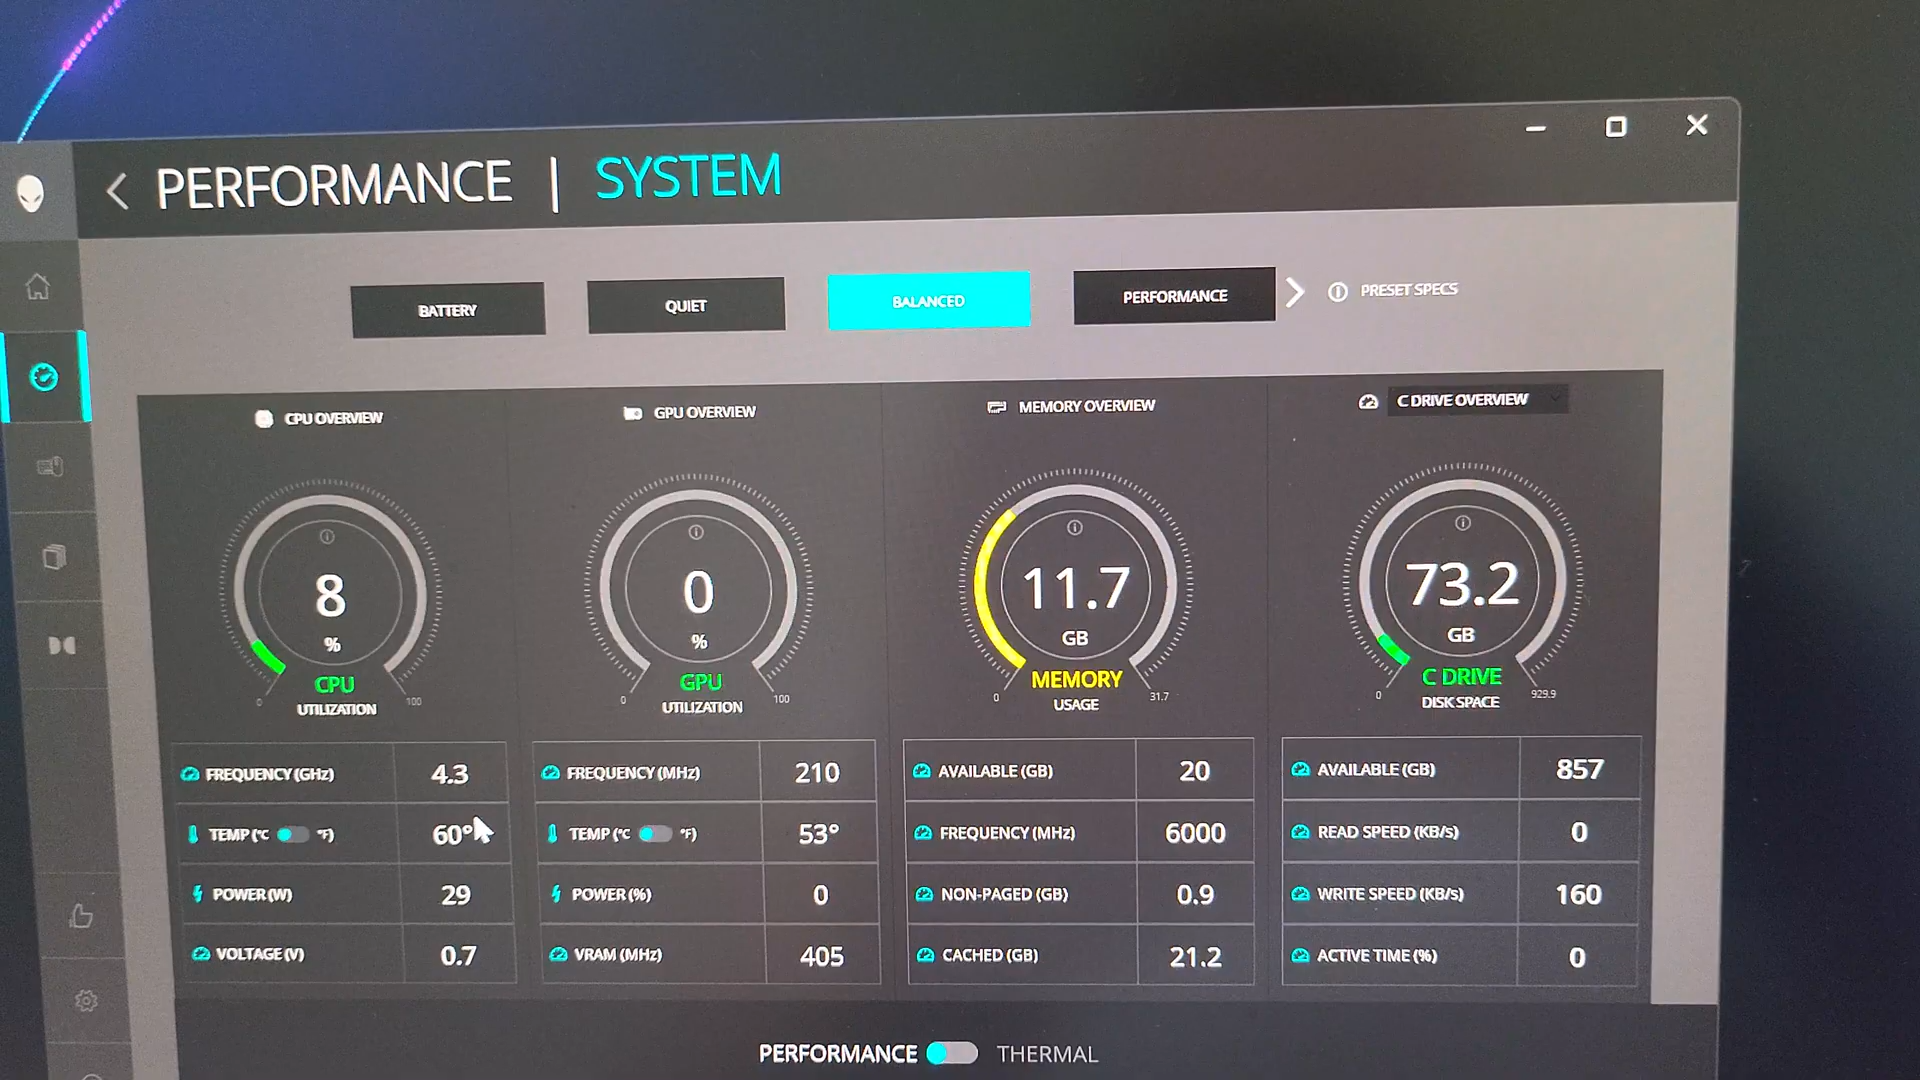 PERFORMANCE | SYSTEM
BATTERY
QUIET
BALANCED
PERFORMANCE
PRESET SPECS
CPU OVERVIEW
8
%
CPU
UTILIZATION
0
100
FREQUENCY (GHz) 4.3
TEMP (°C °F) 60°
POWER (W) 29
VOLTAGE (V) 0.7
GPU OVERVIEW
0
%
GPU
UTILIZATION
0
100
FREQUENCY (MHz) 210
TEMP (°C °F) 53°
POWER (%) 0
VRAM (MHz) 405
MEMORY OVERVIEW
11.7
GB
MEMORY
USAGE
0
31.7
AVAILABLE (GB) 20
FREQUENCY (MHz) 6000
NON-PAGED (GB) 0.9
CACHED (GB) 21.2
C DRIVE OVERVIEW
73.2
GB
C DRIVE
DISK SPACE
0
929.9
AVAILABLE (GB) 857
READ SPEED (KB/s) 0
WRITE SPEED (KB/s) 160
ACTIVE TIME (%) 0
PERFORMANCE THERMAL